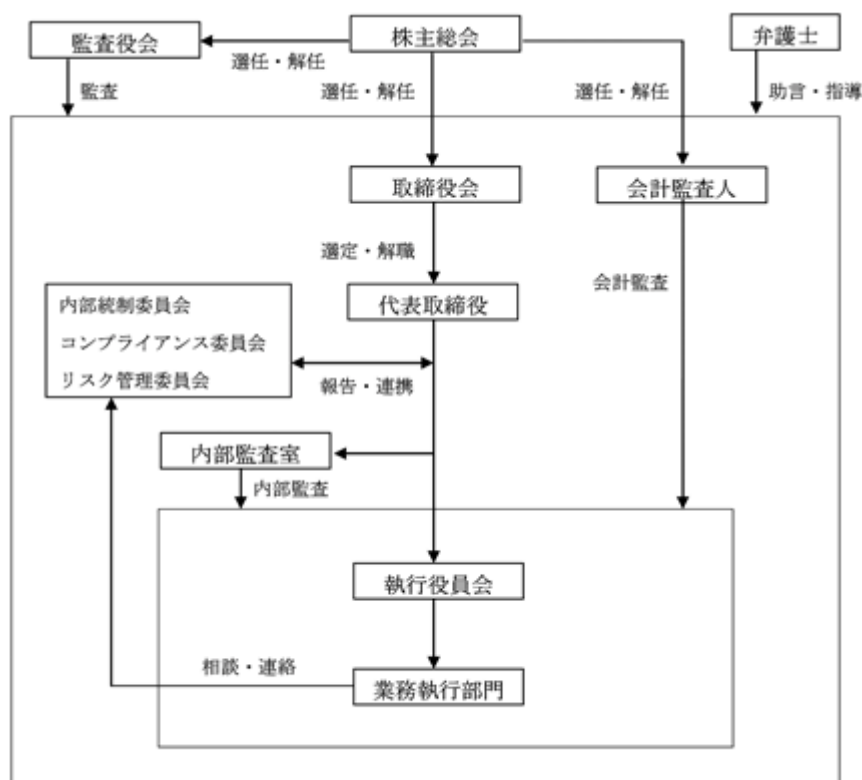 監査役会
株主総会
弁護士
選任・解任
監査
選任・解任
選任・解任
助言・指導
取締役会
会計監査人
選定・解職
会計監査
代表取締役
内部統制委員会
コンプライアンス委員会
リスク管理委員会
報告・連携
内部監査室
内部監査
執行役員会
相談・連絡
業務執行部門